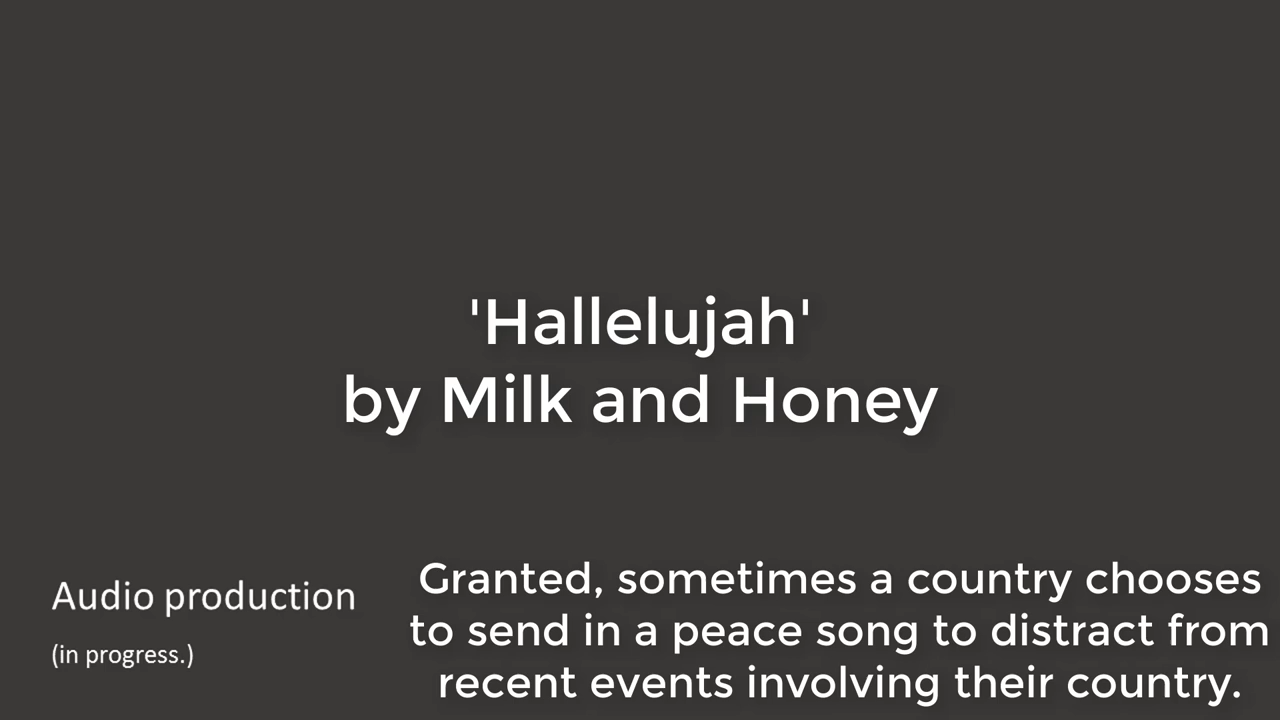 'Hallelujah'
by Milk and Honey
Audio production
(in progress.)
Granted, sometimes a country chooses
to send in a peace song to distract from
recent events involving their country.